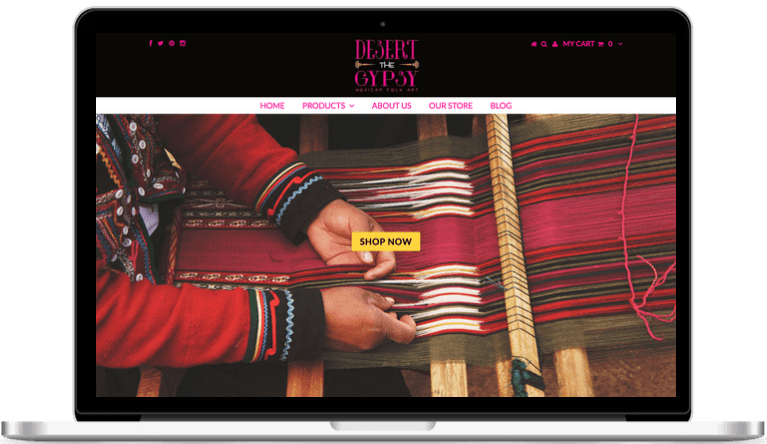 MY CART 0
DESERT
THE
GYPSY
MEXICAN FOLK ART
HOME PRODUCTS ABOUT US OUR STORE BLOG
SHOP NOW